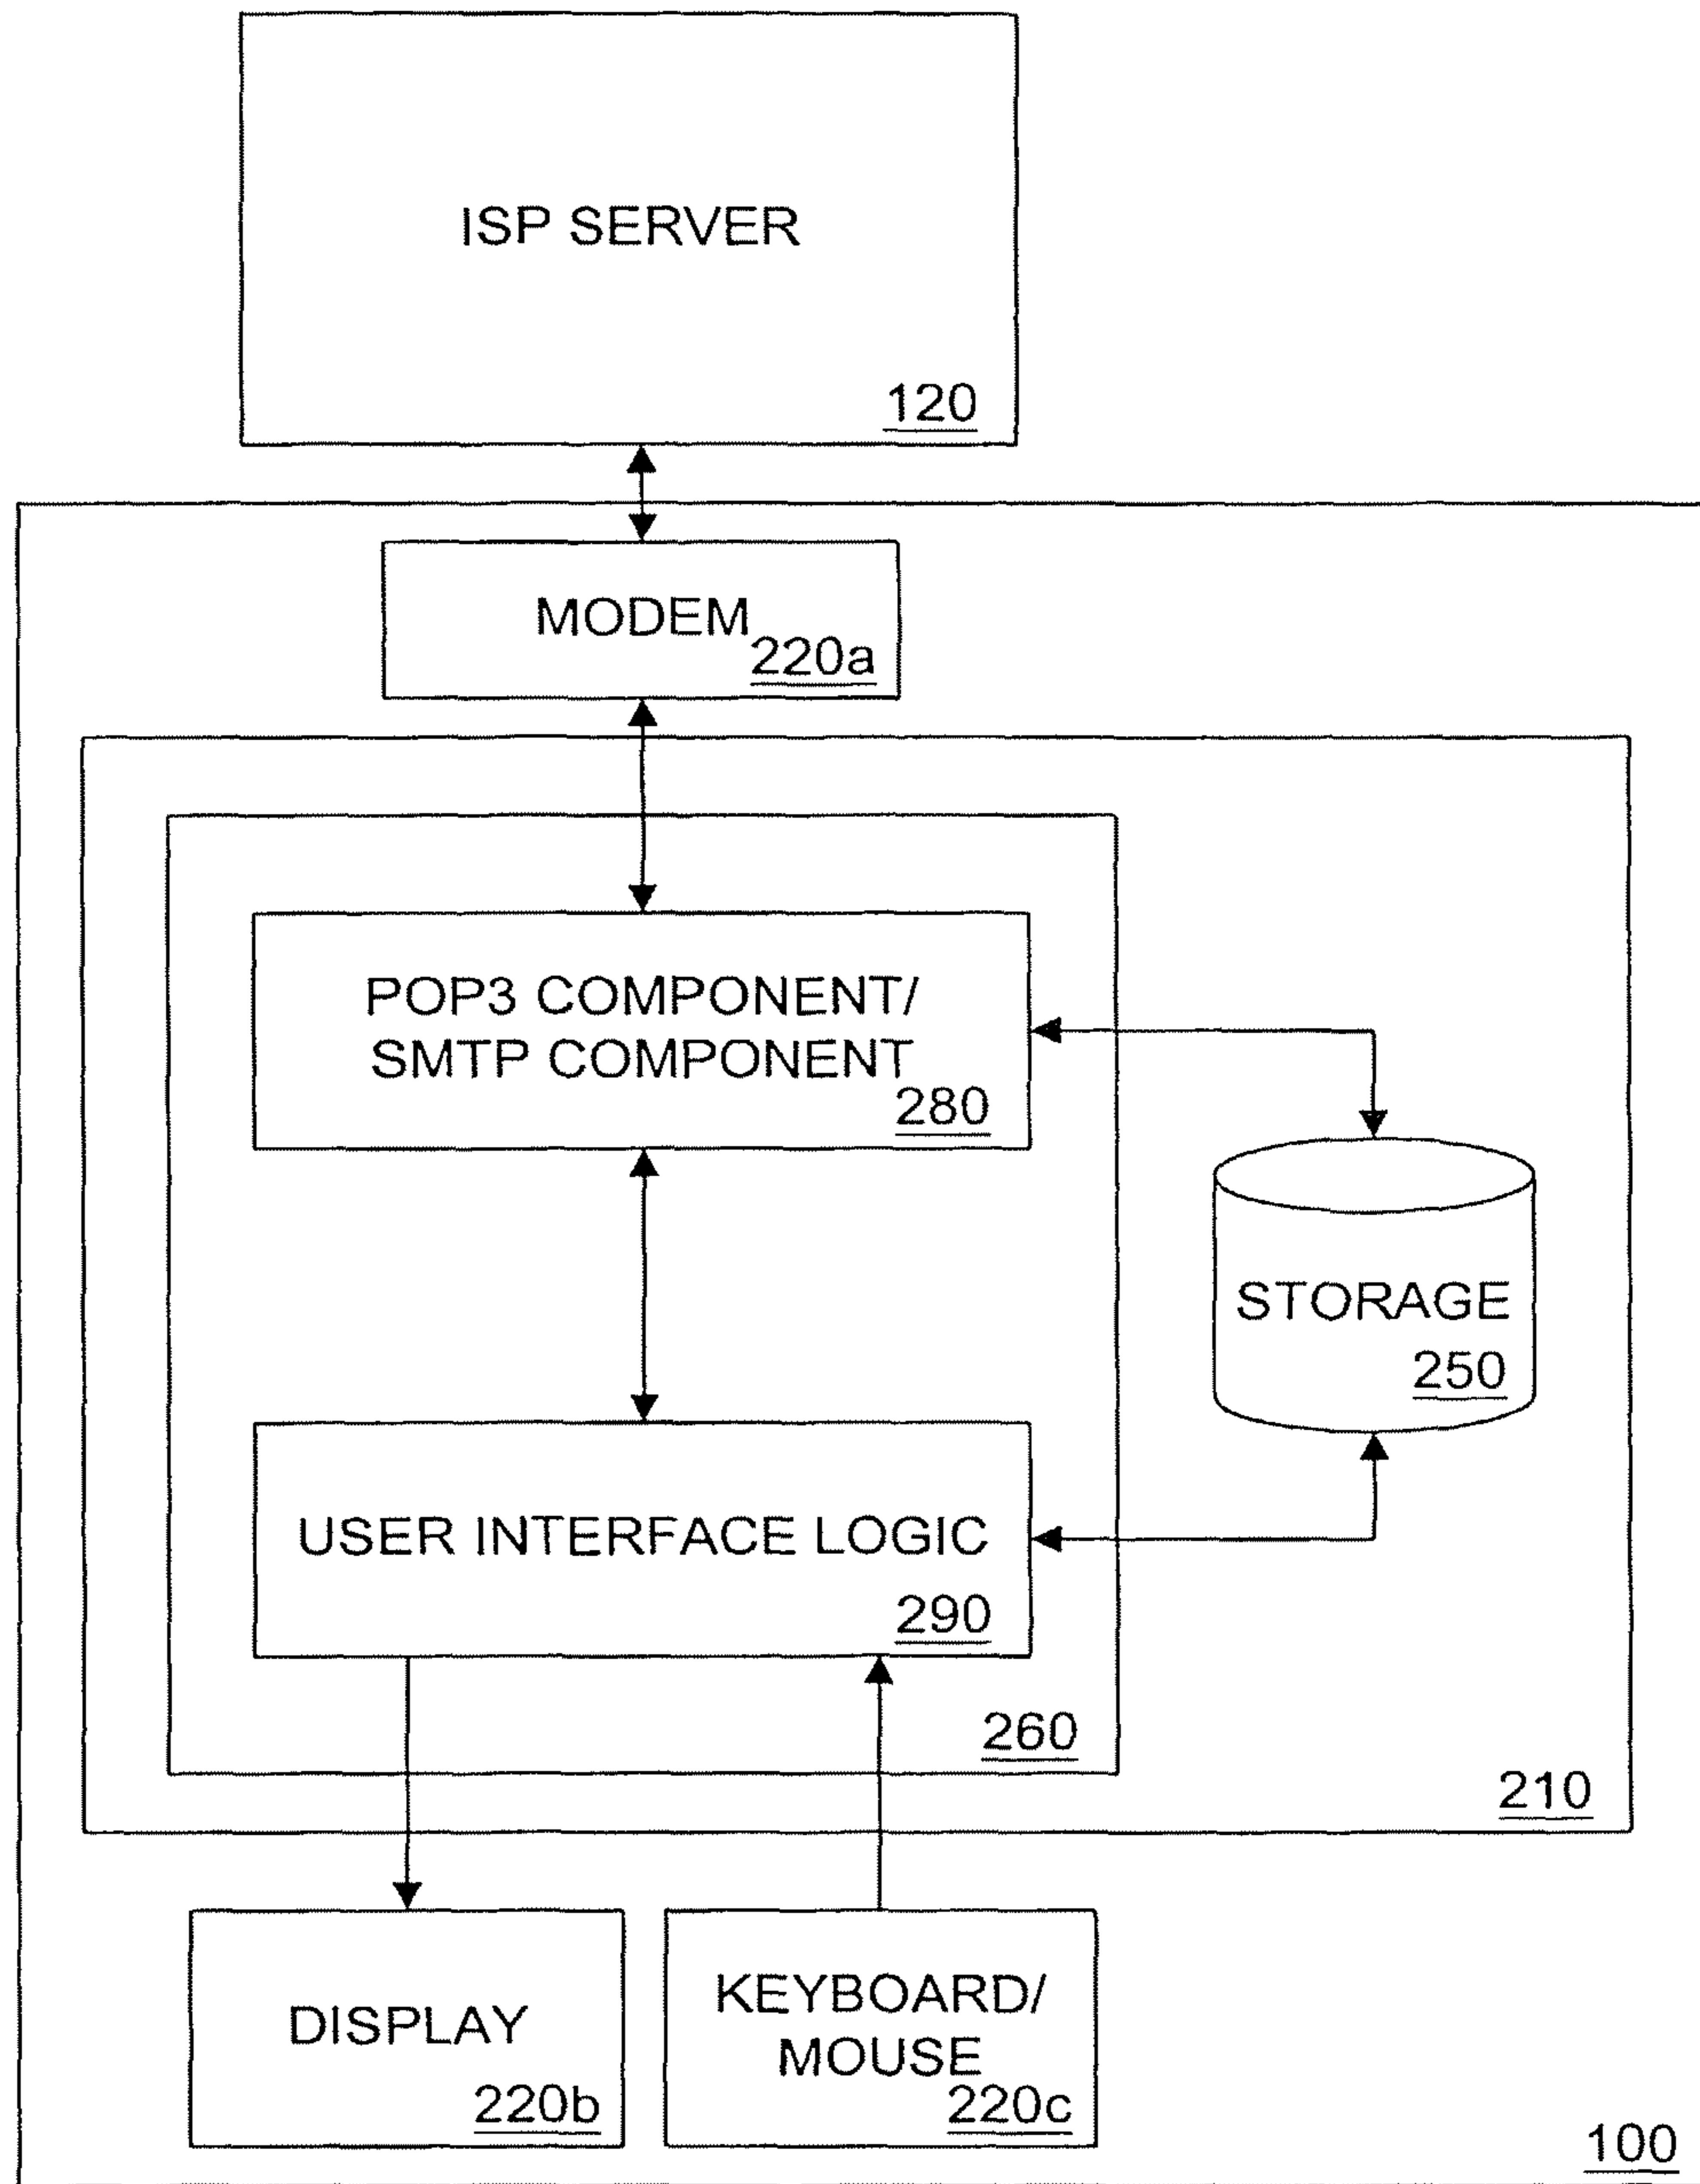 ISP SERVER
120
MODEM
220a
POP3 COMPONENT/
SMTP COMPONENT
280
STORAGE
250
USER INTERFACE LOGIC
290
260
210
DISPLAY
220b
KEYBOARD/
MOUSE
220c
100